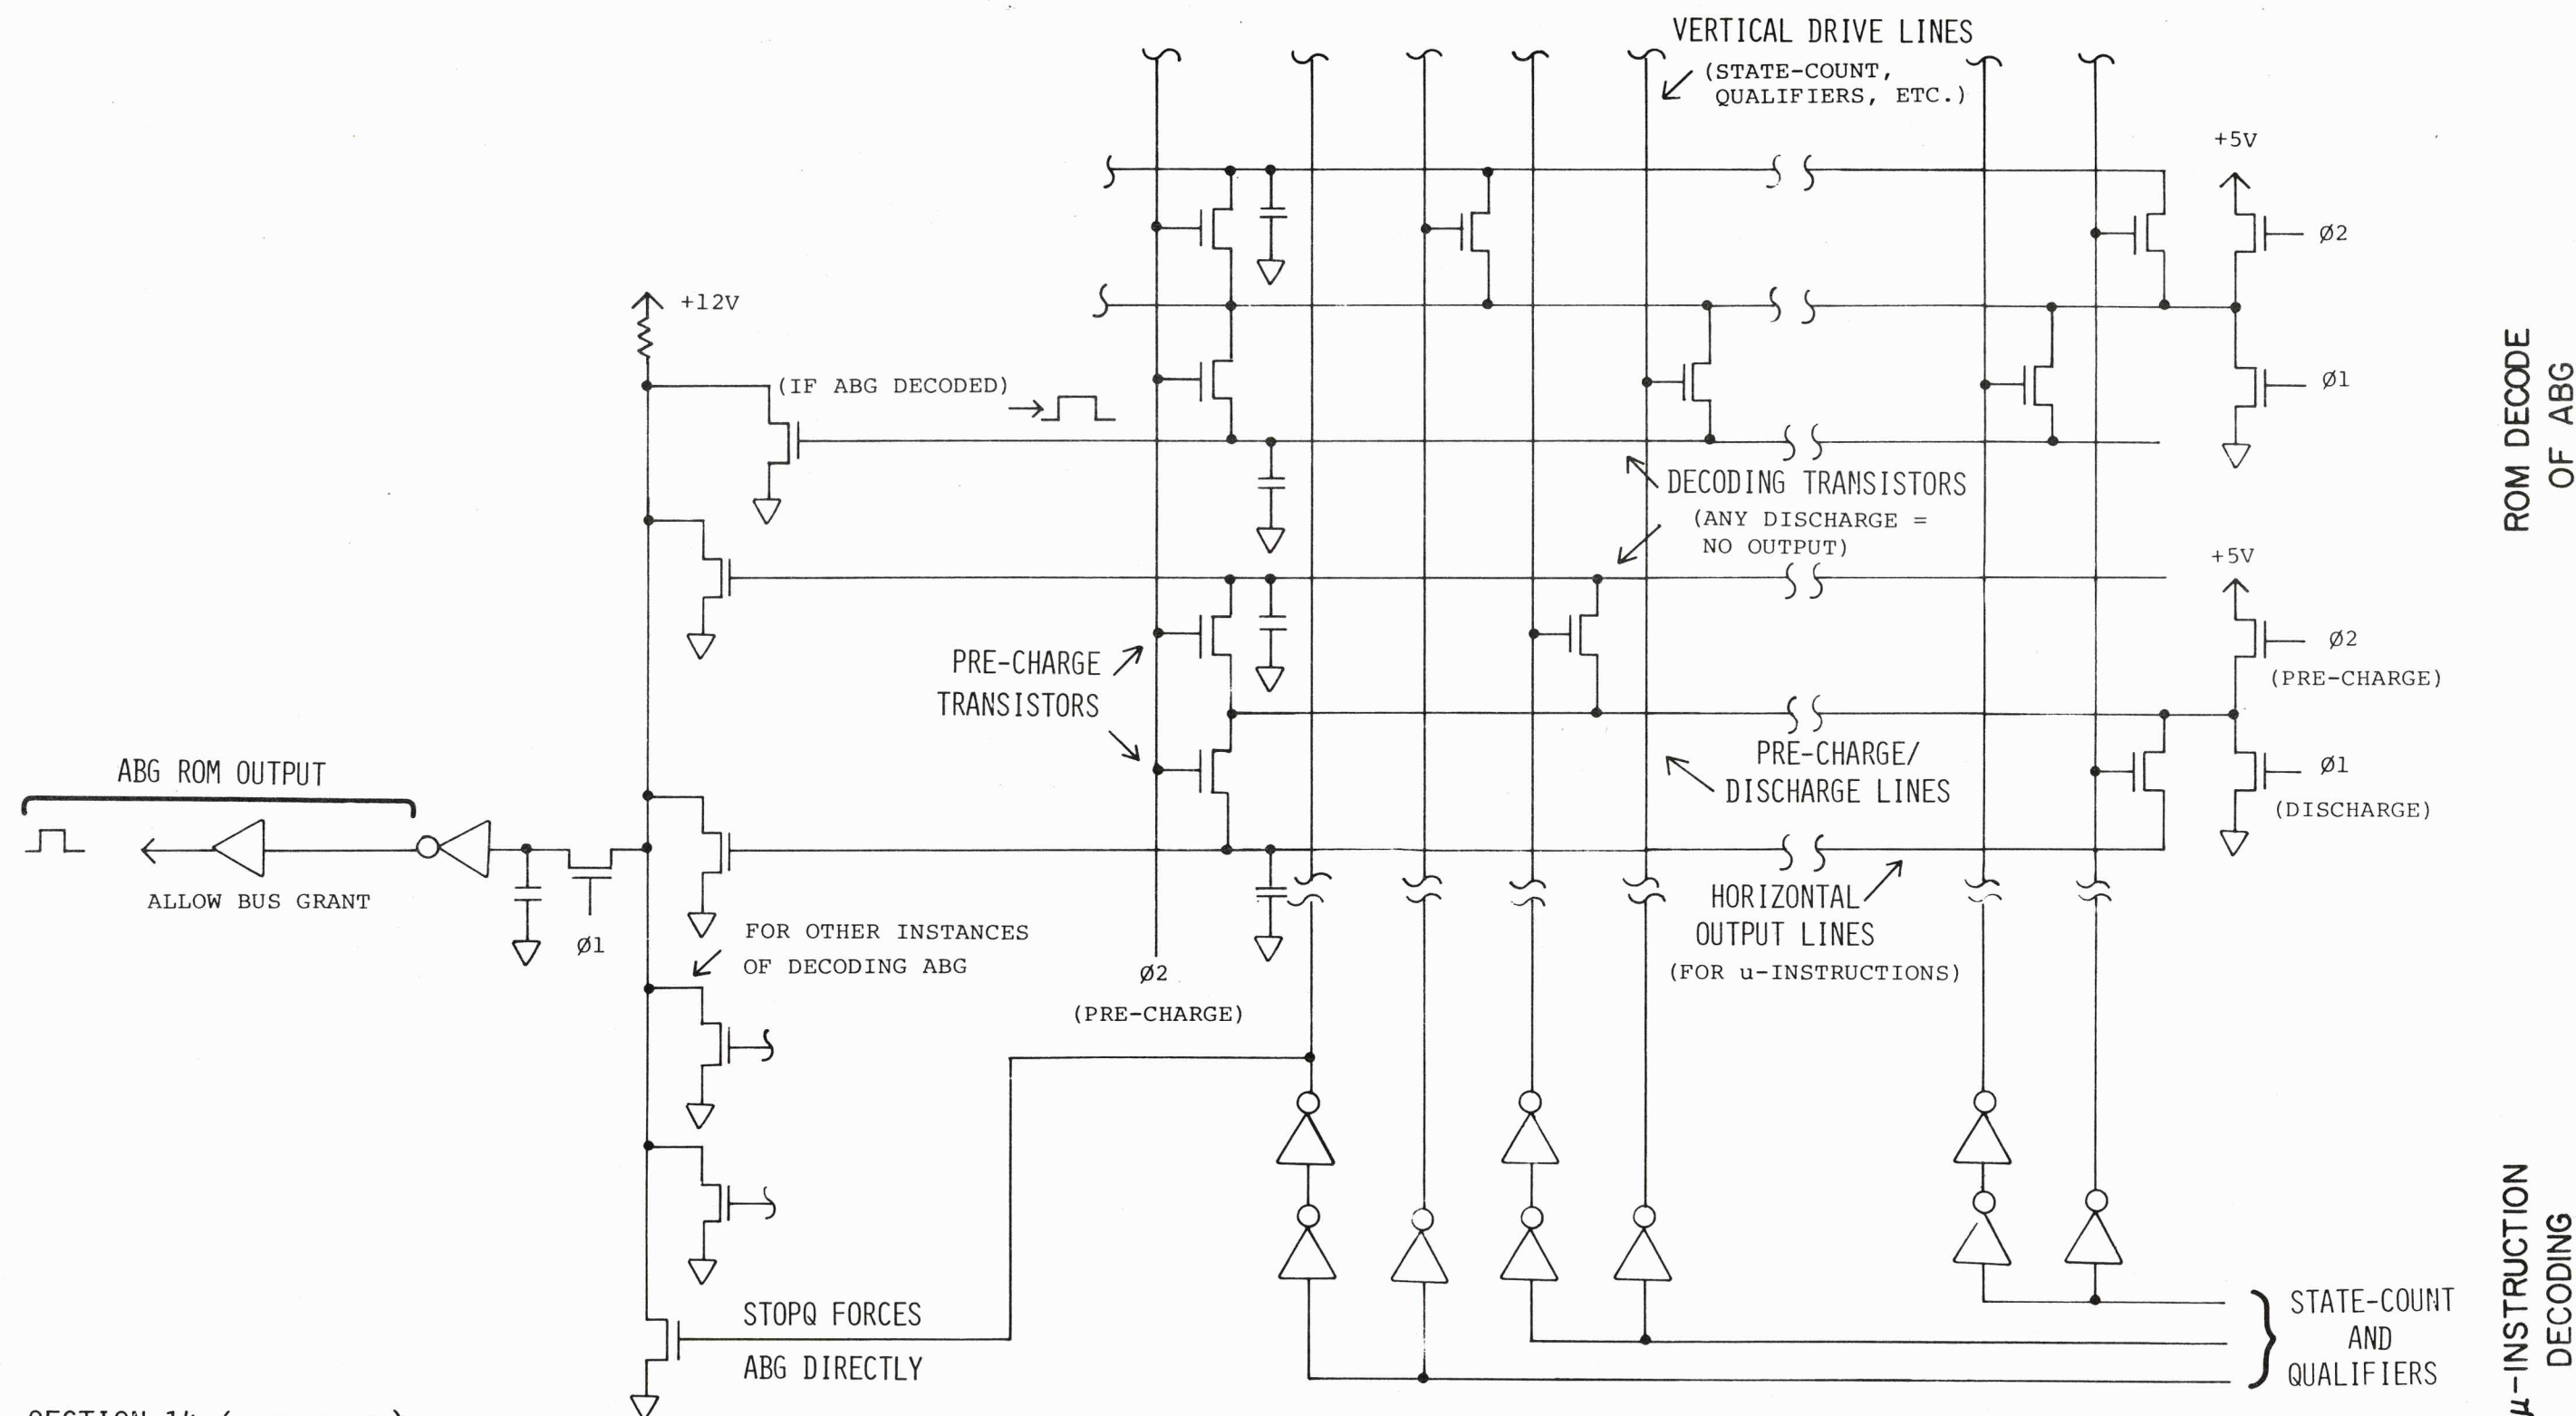 VERTICAL DRIVE LINES
(STATE-COUNT,
QUALIFIERS, ETC.)
+5V
Ø2
+12V
(IF ABG DECODED)
Ø1
ROM DECODE
OF ABG
DECODING TRANSISTORS
(ANY DISCHARGE =
NO OUTPUT)
+5V
Ø2
(PRE-CHARGE)
PRE-CHARGE
TRANSISTORS
PRE-CHARGE/
DISCHARGE LINES
Ø1
(DISCHARGE)
ABG ROM OUTPUT
ALLOW BUS GRANT
Ø1
FOR OTHER INSTANCES
OF DECODING ABG
Ø2
(PRE-CHARGE)
HORIZONTAL
OUTPUT LINES
(FOR u-INSTRUCTIONS)
STOPQ FORCES
ABG DIRECTLY
STATE-COUNT
AND
QUALIFIERS
µ-INSTRUCTION
DECODING